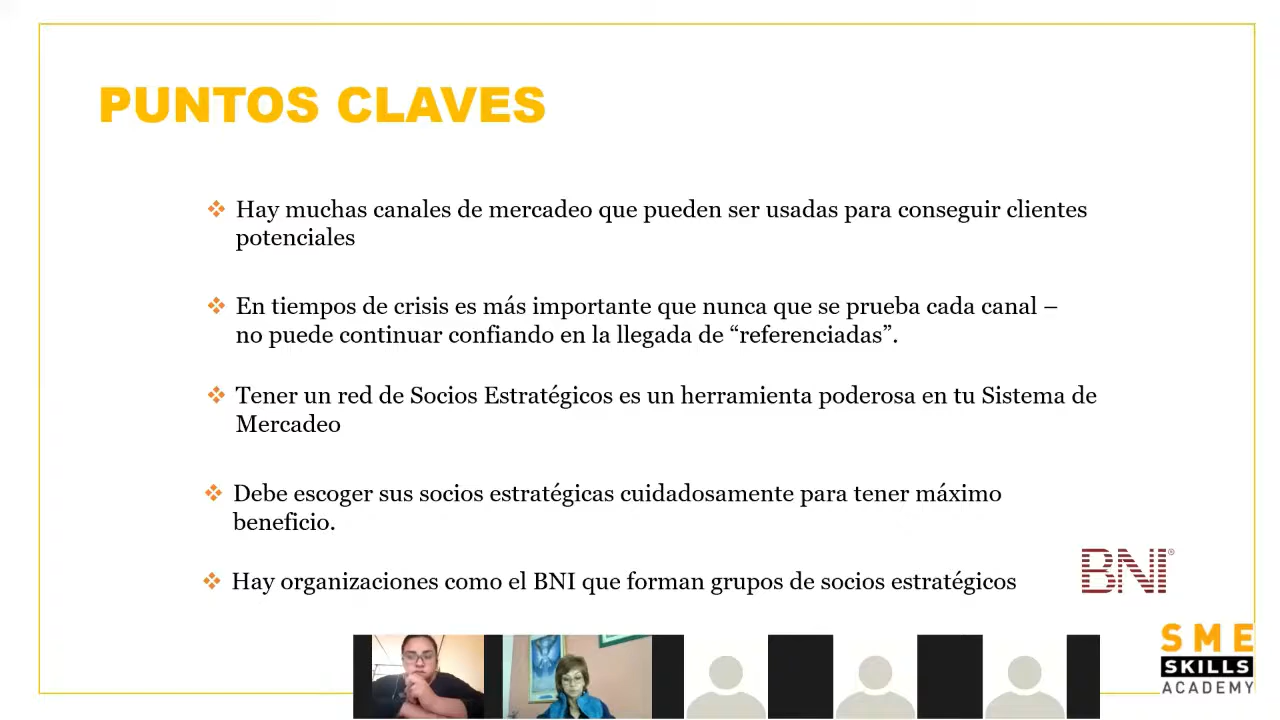 PUNTOS CLAVES
Hay muchas canales de mercadeo que pueden ser usadas para conseguir clientes
potenciales
En tiempos de crisis es más importante que nunca que se prueba cada canal –
no puede continuar confiando en la llegada de “referenciadas”.
Tener un red de Socios Estratégicos es un herramienta poderosa en tu Sistema de
Mercadeo
Debe escoger sus socios estratégicas cuidadosamente para tener máximo
beneficio.
Hay organizaciones como el BNI que forman grupos de socios estratégicos
BNI®
SME
SKILLS
ACADEMY